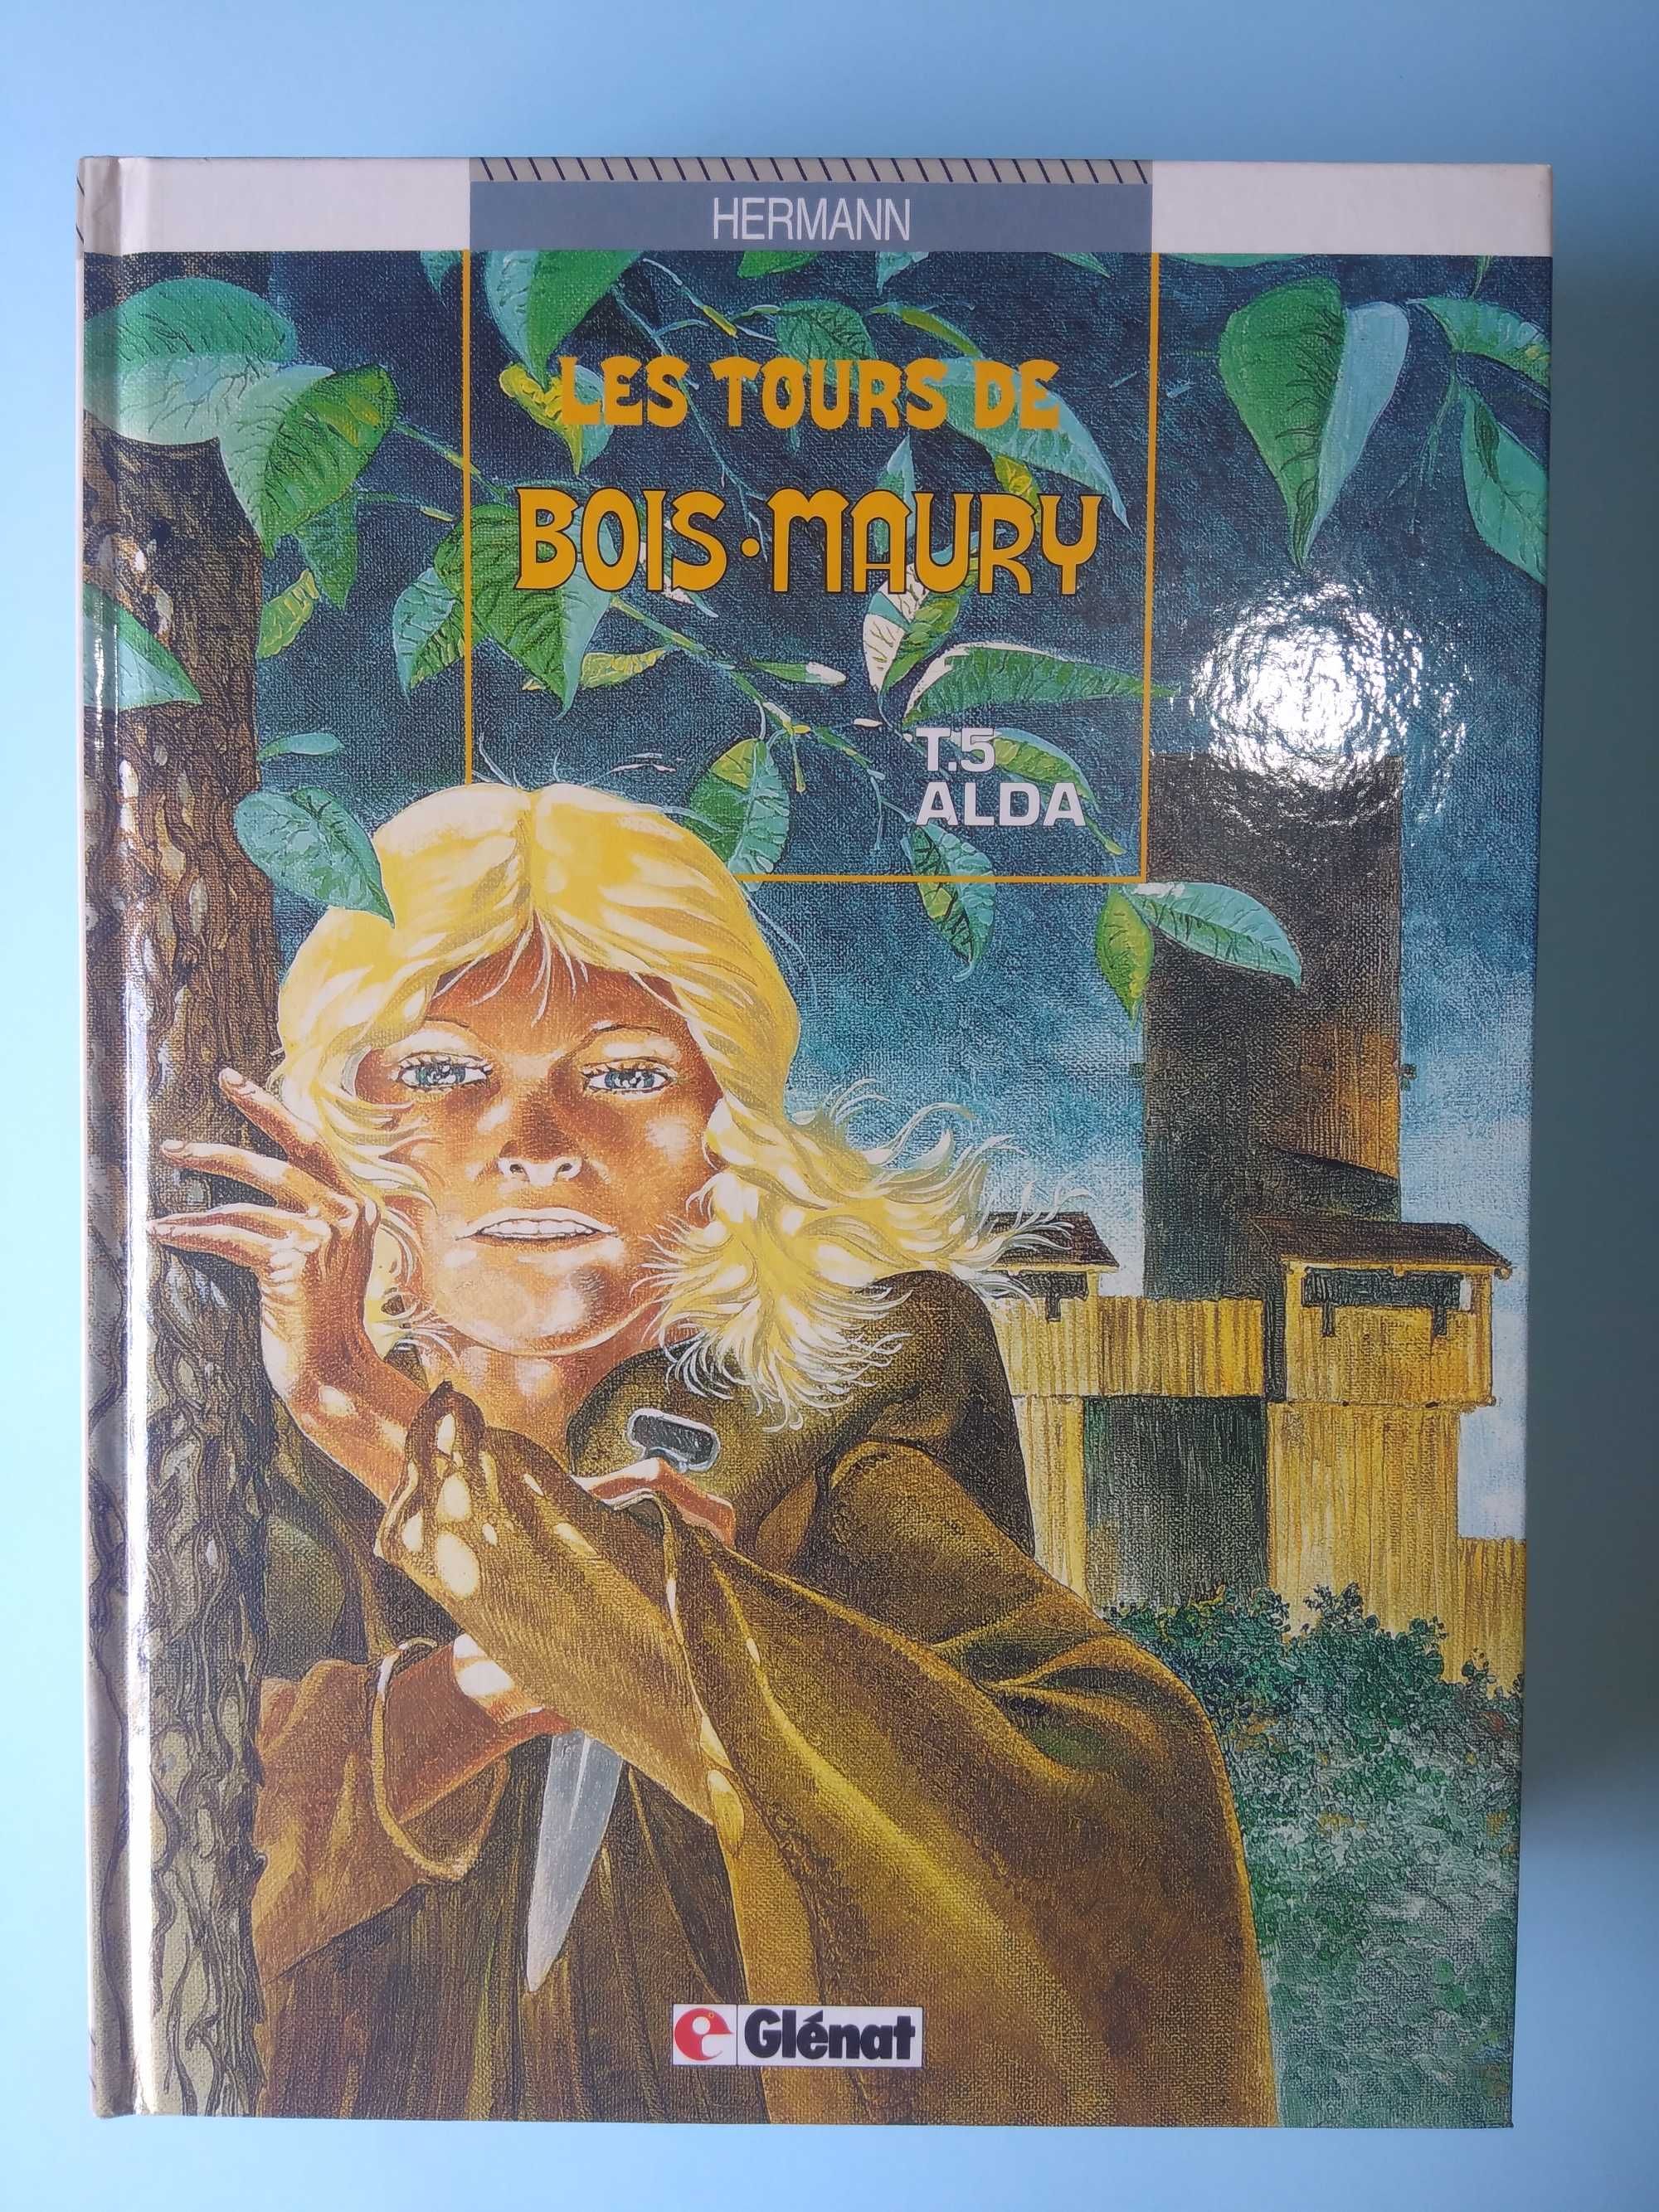 HERMANN
LES TOURS DE
BOIS•MAURY
T.5
ALDA
Glénat